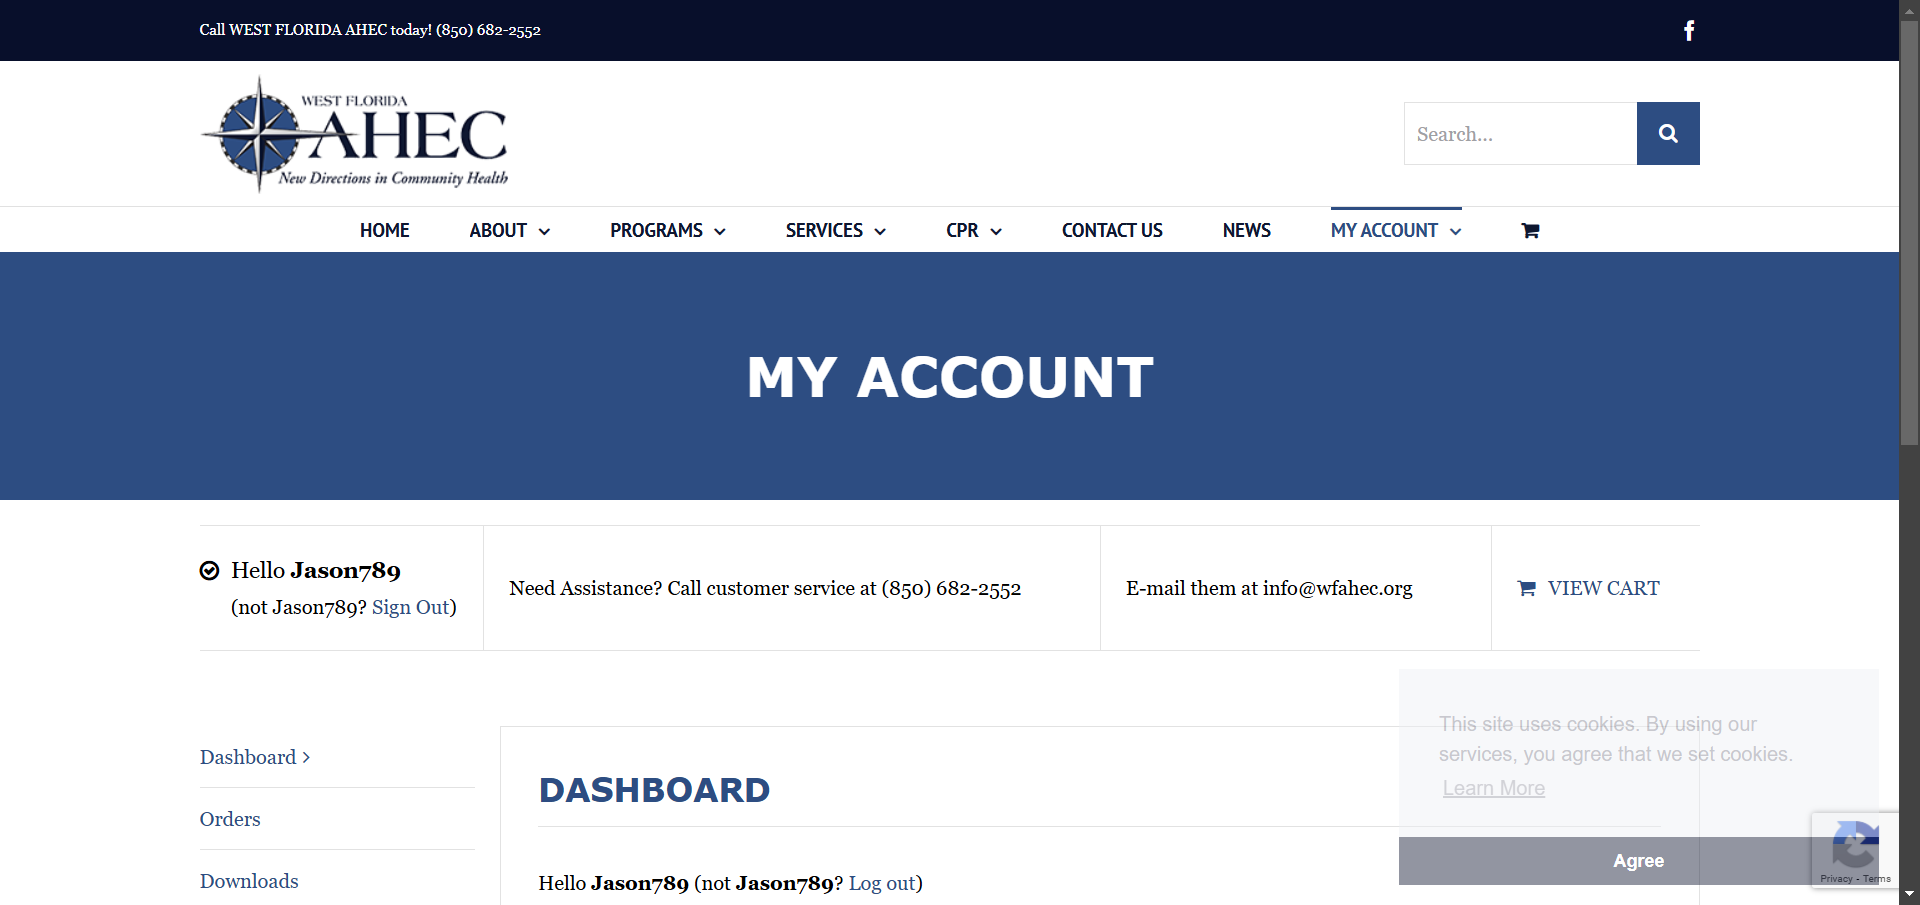 Call WEST FLORIDA AHEC today! (850) 682-2552
WEST FLORIDA
AHEC
New Directions in Community Health
Search...
HOME
ABOUT
PROGRAMS
SERVICES
CPR
CONTACT US
NEWS
MY ACCOUNT
MY ACCOUNT
Hello Jason789
(not Jason789? Sign Out)
Need Assistance? Call customer service at (850) 682-2552
E-mail them at info@wfahec.org
VIEW CART
Dashboard
Orders
Downloads
DASHBOARD
Hello Jason789 (not Jason789? Log out)
This site uses cookies. By using our
services, you agree that we set cookies.
Learn More
Agree
Privacy - Terms